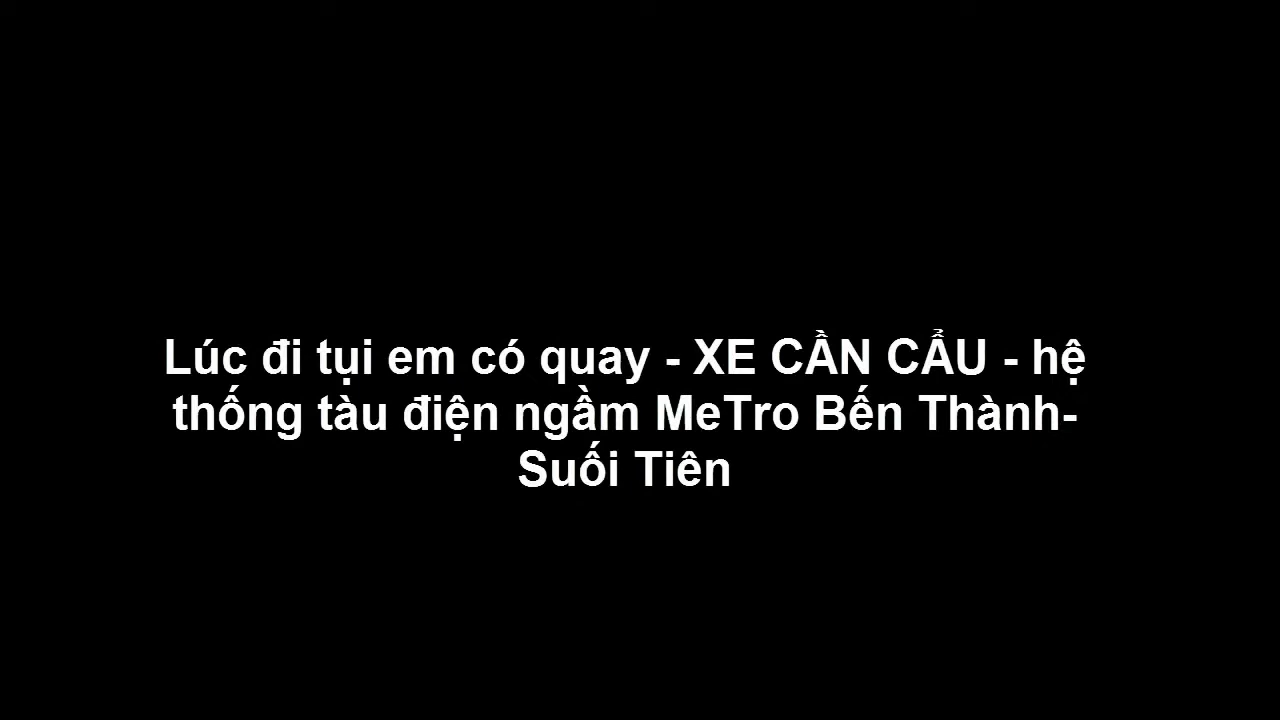 Lúc đi tụi em có quay - XE CẦN CẨU - hệ
thống tàu điện ngầm MeTro Bến Thành-
Suối Tiên